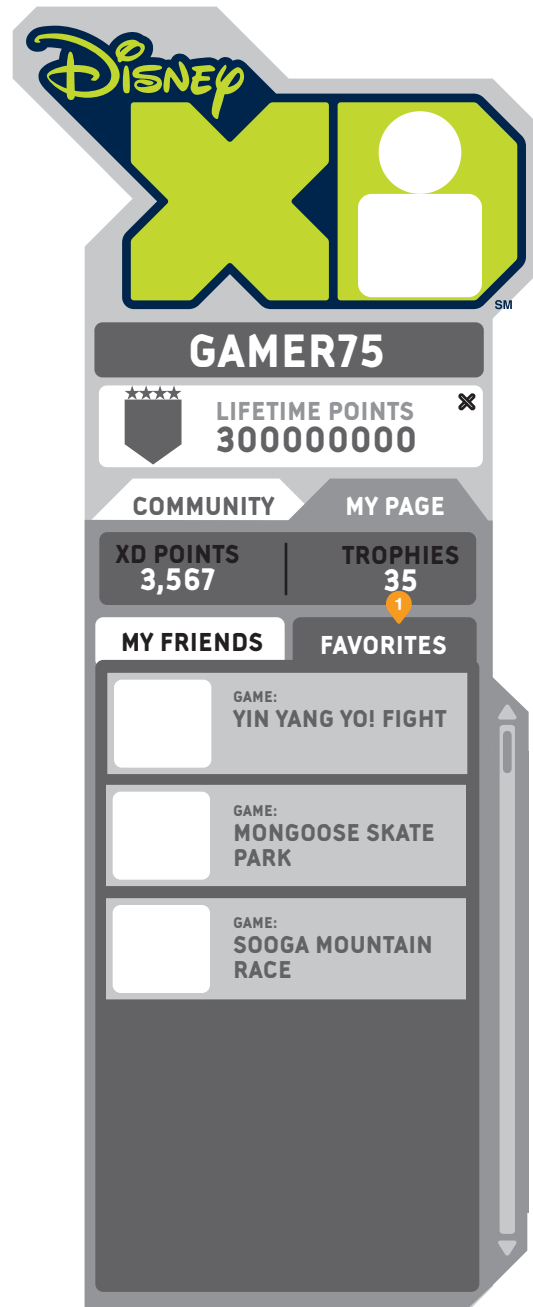 DISNEY
XD
SM
GAMER75
LIFETIME POINTS
300000000
COMMUNITY
MY PAGE
XD POINTS
3,567
TROPHIES
35
1
MY FRIENDS
FAVORITES
GAME:
YIN YANG YO! FIGHT
GAME:
MONGOOSE SKATE
PARK
GAME:
SOOGA MOUNTAIN
RACE